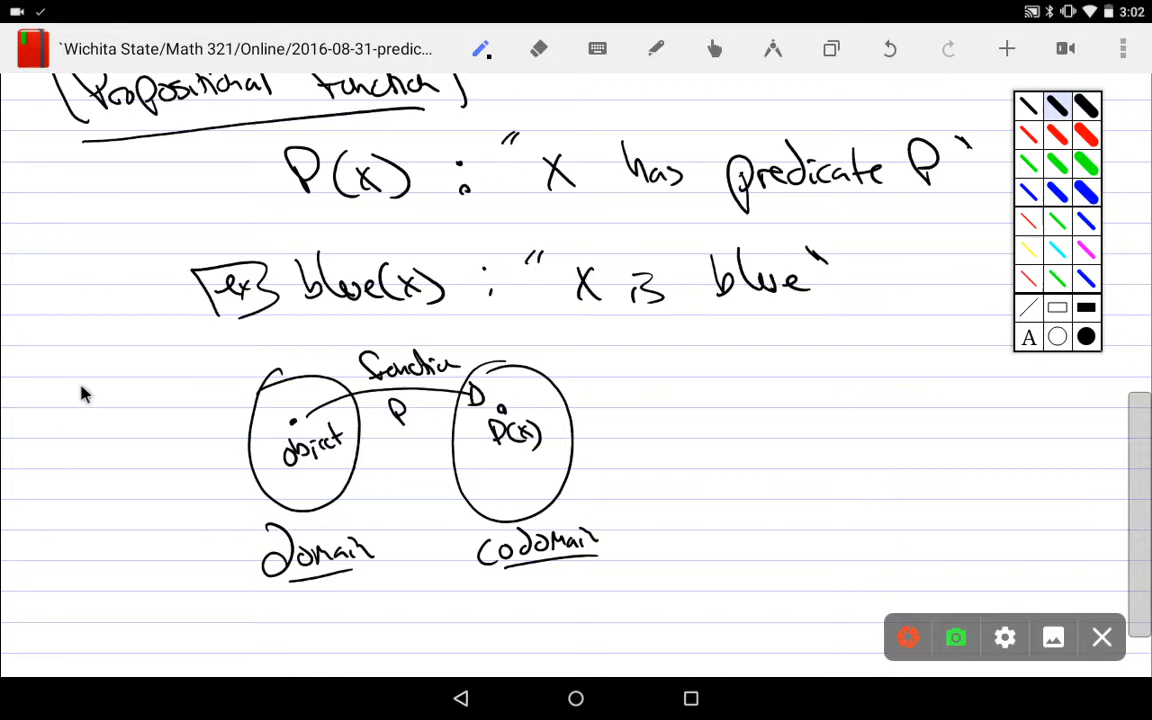 3:02
`Wichita State/Math 321/Online/2016-08-31-predic...
(Propositional Function)
P(x) : "X has predicate P"
ex blue(x) : "X is blue"
function
P
object
P(x)
Domain
Codomain
A